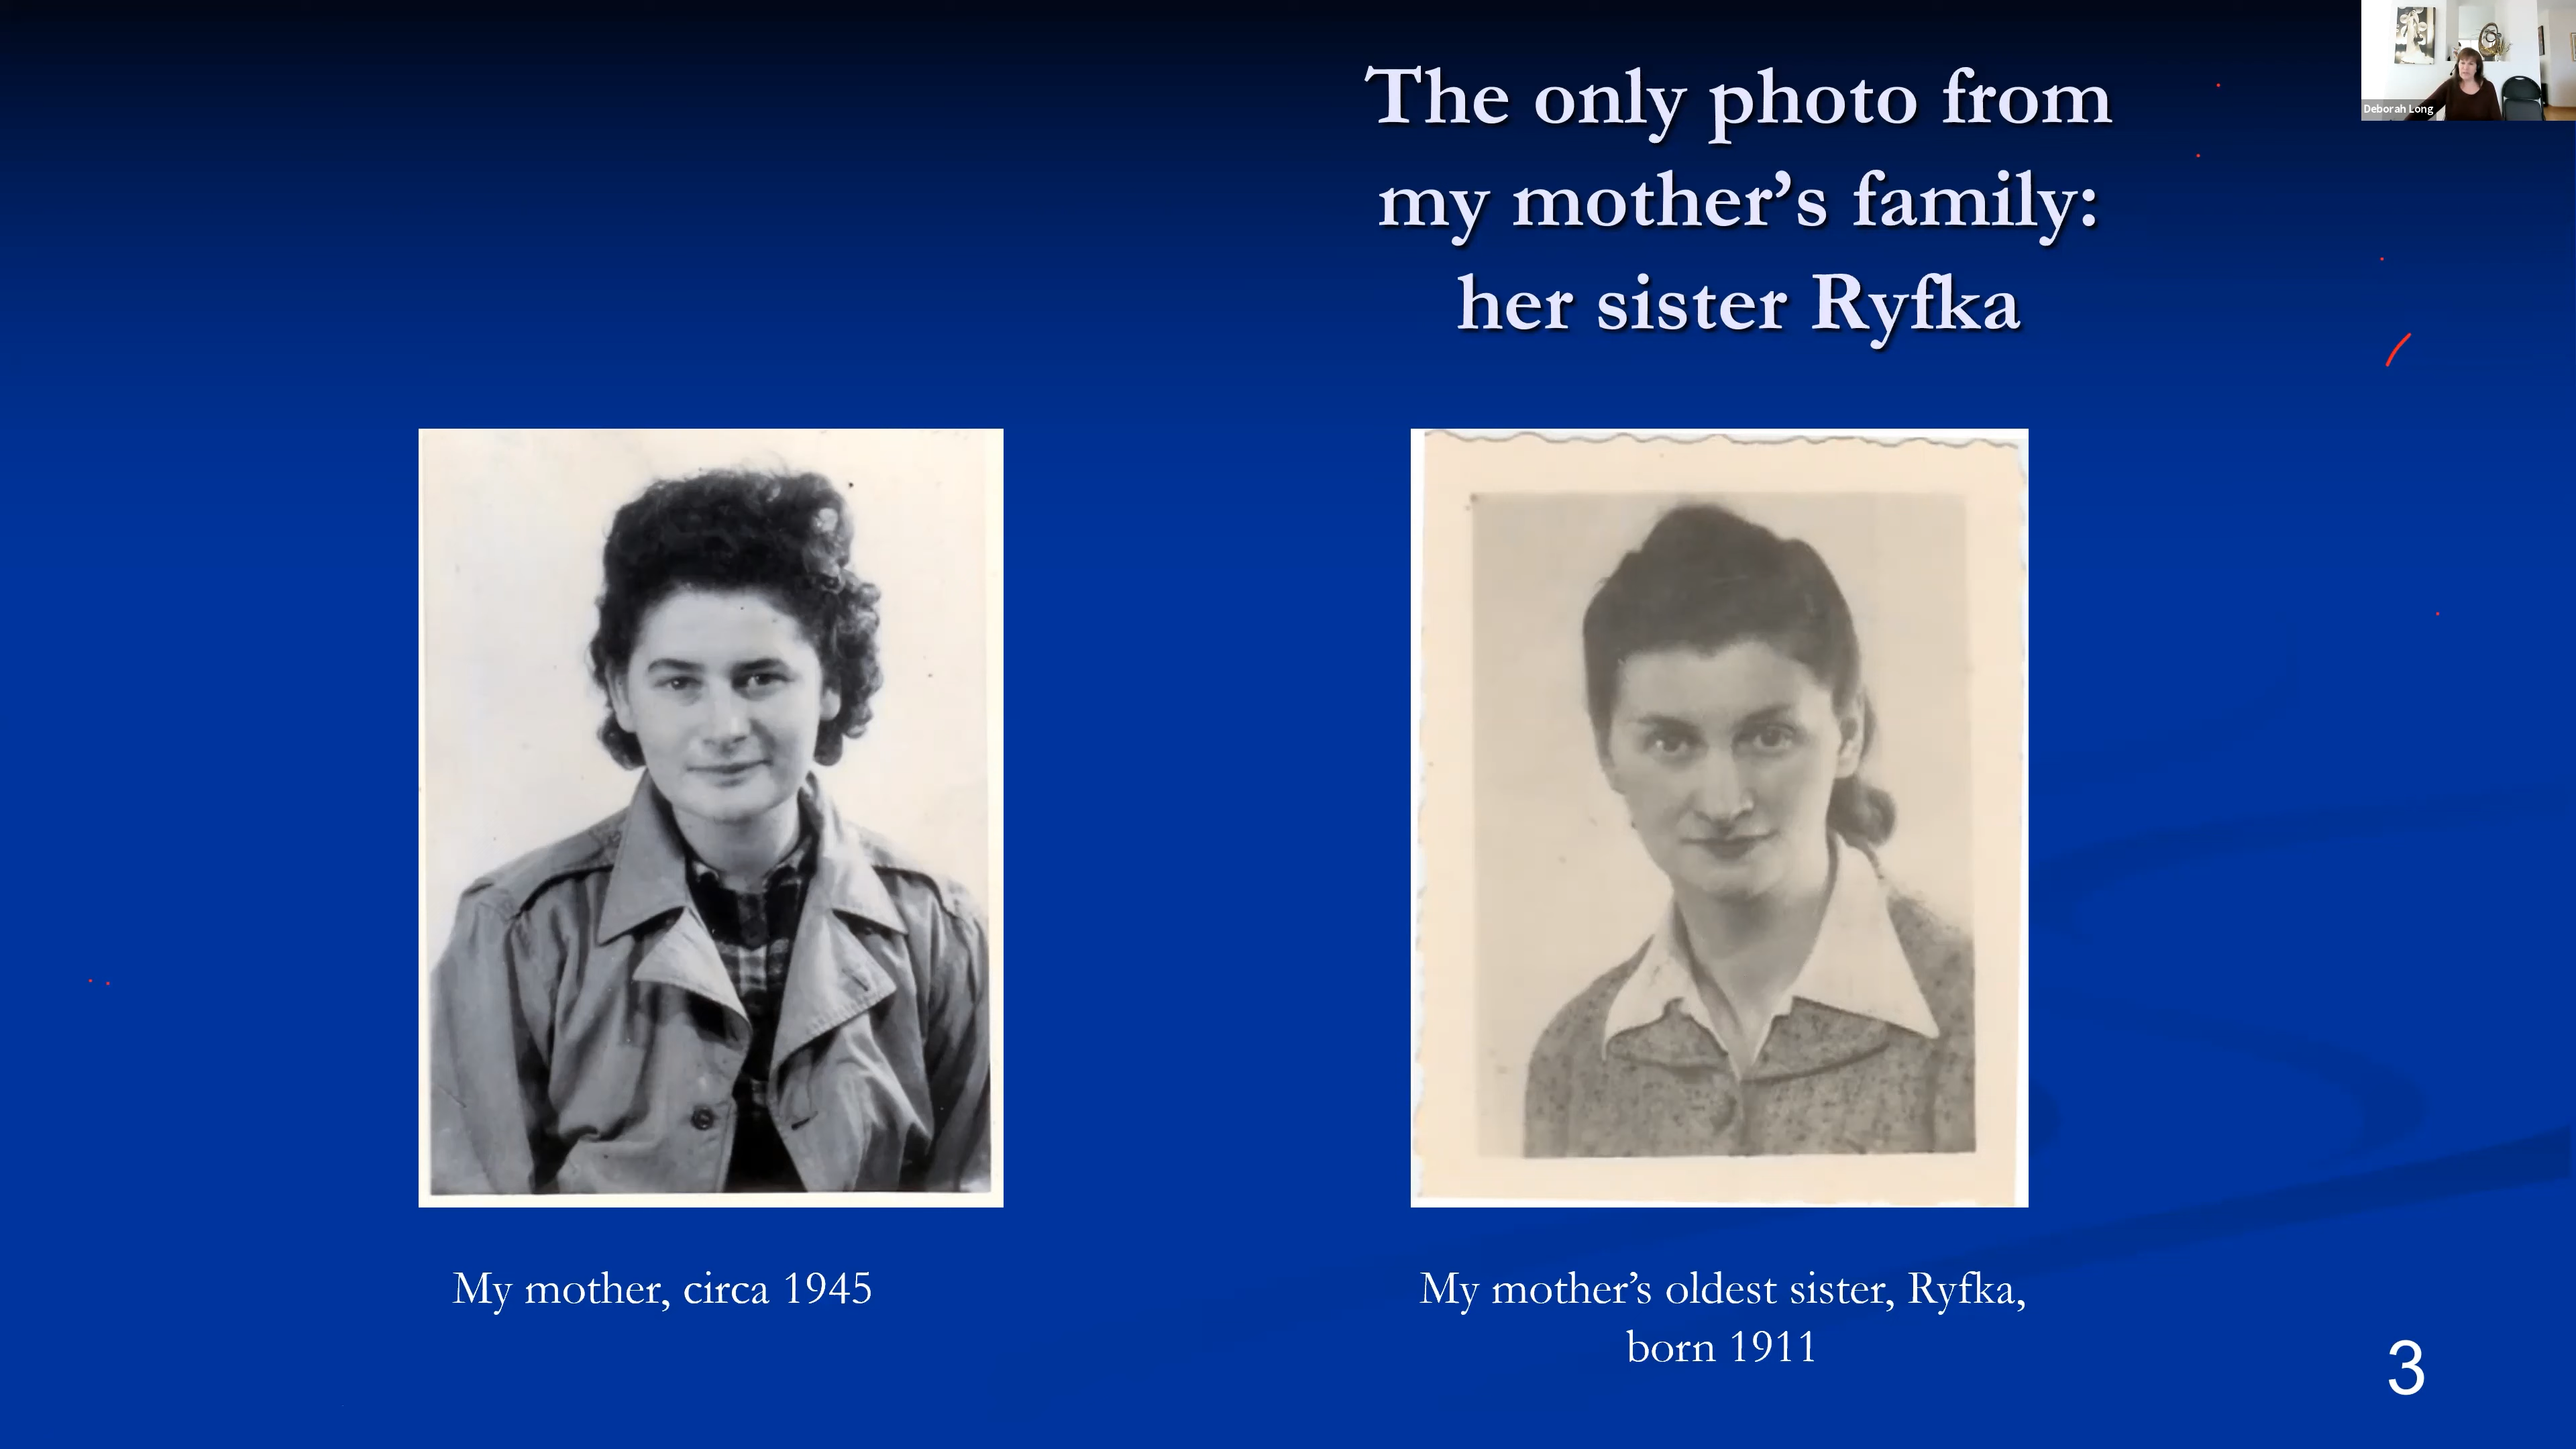 Deborah Long
The only photo from
my mother’s family:
her sister Ryfka
My mother, circa 1945
My mother’s oldest sister, Ryfka,
born 1911
3